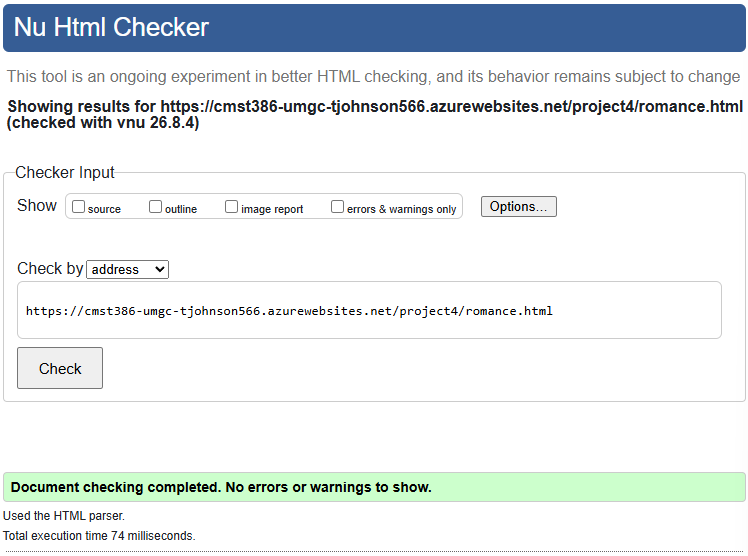 Nu Html Checker
This tool is an ongoing experiment in better HTML checking, and its behavior remains subject to change
Showing results for https://cmst386-umgc-tjohnson566.azurewebsites.net/project4/romance.html
(checked with vnu 26.8.4)
Checker Input
Show source outline image report errors & warnings only Options...
Check by address
https://cmst386-umgc-tjohnson566.azurewebsites.net/project4/romance.html
Check
Document checking completed. No errors or warnings to show.
Used the HTML parser.
Total execution time 74 milliseconds.